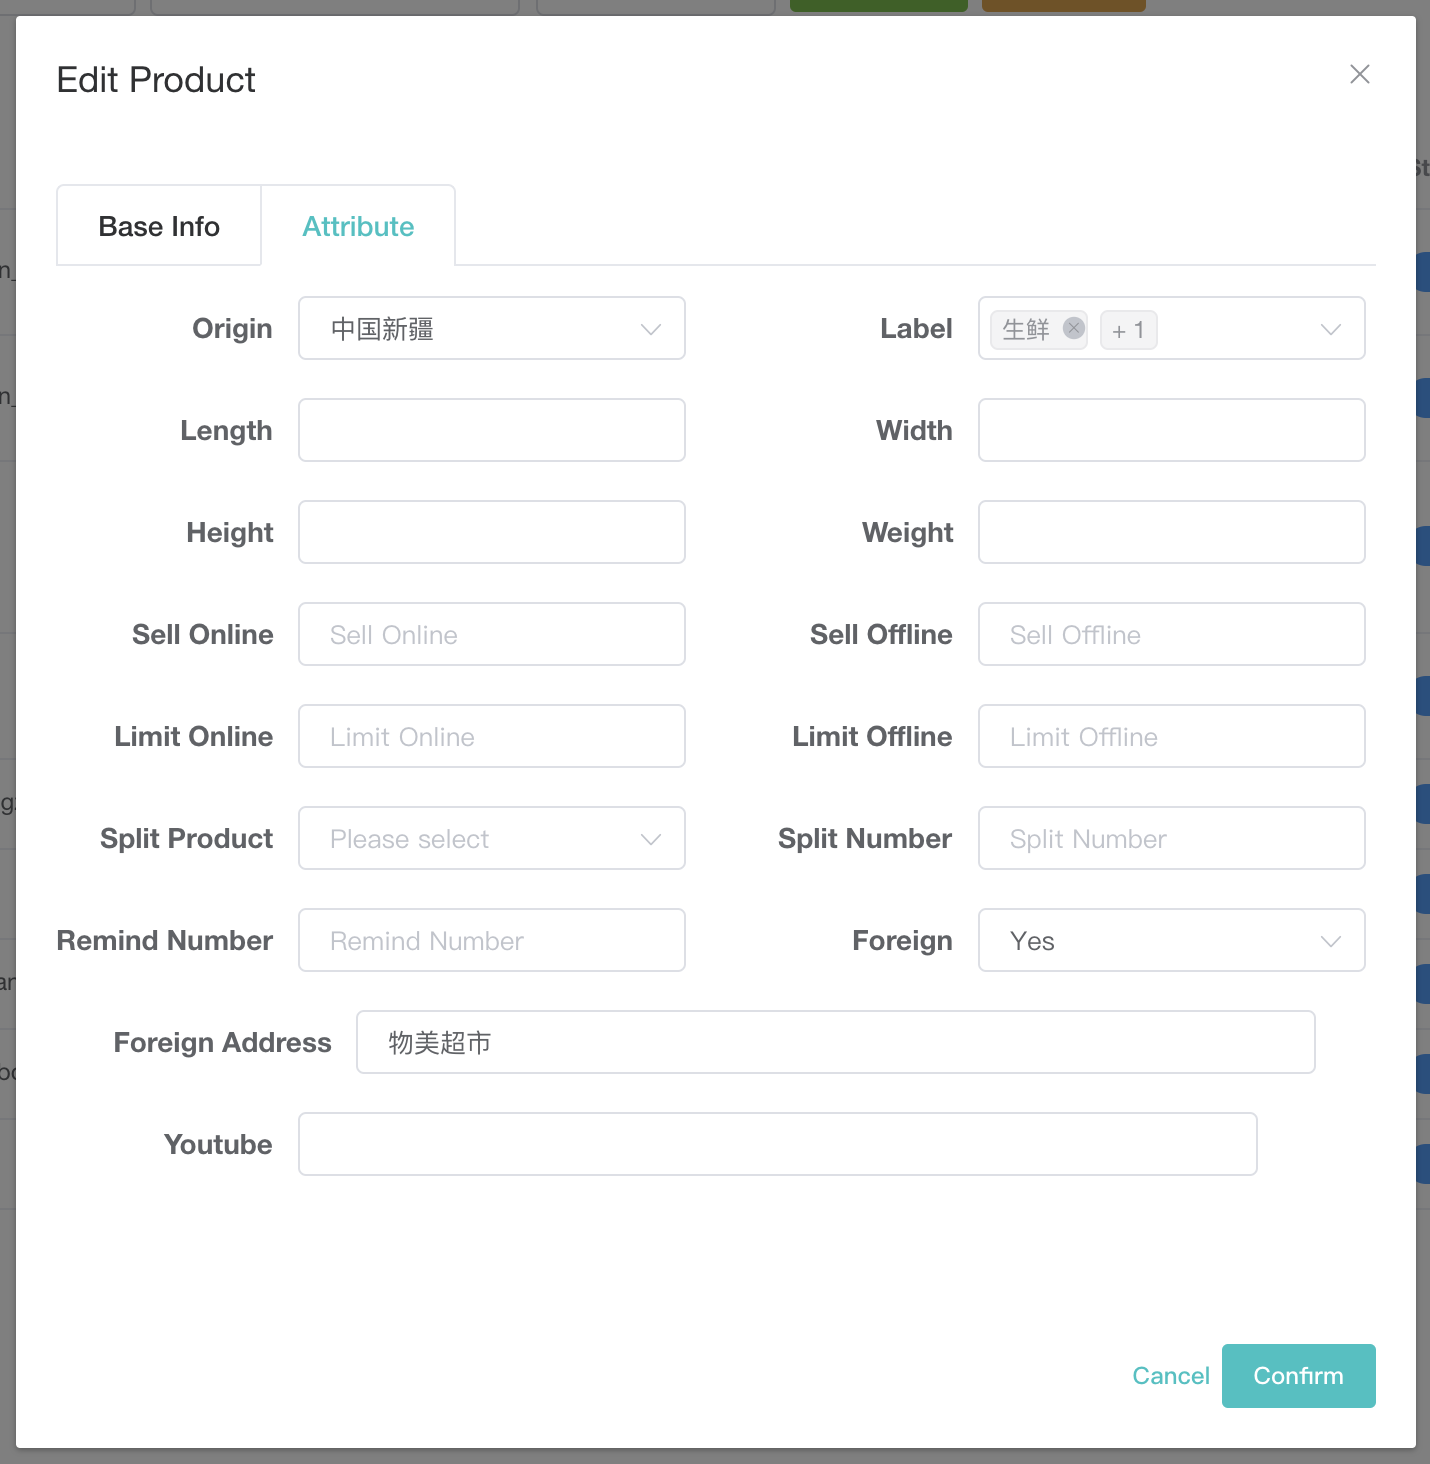 Edit Product
Base Info Attribute
Origin 中国新疆 Label 生鲜 + 1
Length Width
Height Weight
Sell Online Sell Online Sell Offline Sell Offline
Limit Online Limit Online Limit Offline Limit Offline
Split Product Please select Split Number Split Number
Remind Number Remind Number Foreign Yes
Foreign Address 物美超市
Youtube
Cancel Confirm